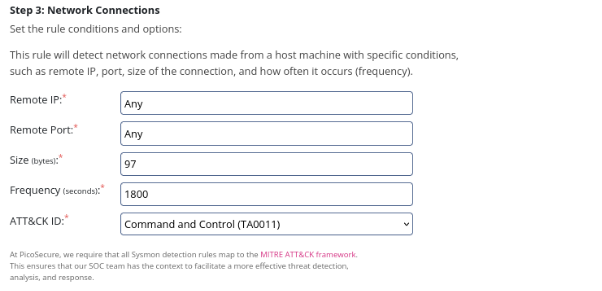 Step 3: Network Connections
Set the rule conditions and options:
This rule will detect network connections made from a host machine with specific conditions,
such as remote IP, port, size of the connection, and how often it occurs (frequency).
Remote IP:* Any
Remote Port:* Any
Size (bytes):* 97
Frequency (seconds):* 1800
ATT&CK ID:* Command and Control (TA0011)
At PicoSecure, we require that all Sysmon detection rules map to the MITRE ATT&CK framework.
This ensures that our SOC team has the context to facilitate a more effective threat detection,
analysis, and response.